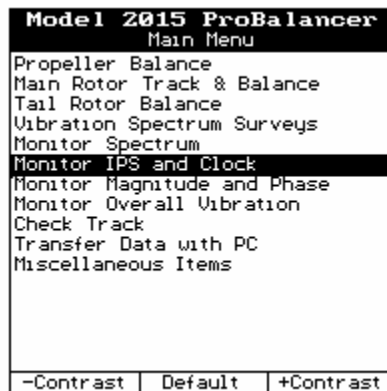 Model 2015 ProBalancer
Main Menu
Propeller Balance
Main Rotor Track & Balance
Tail Rotor Balance
Vibration Spectrum Surveys
Monitor Spectrum
Monitor IPS and Clock
Monitor Magnitude and Phase
Monitor Overall Vibration
Check Track
Transfer Data with PC
Miscellaneous Items
-Contrast Default +Contrast